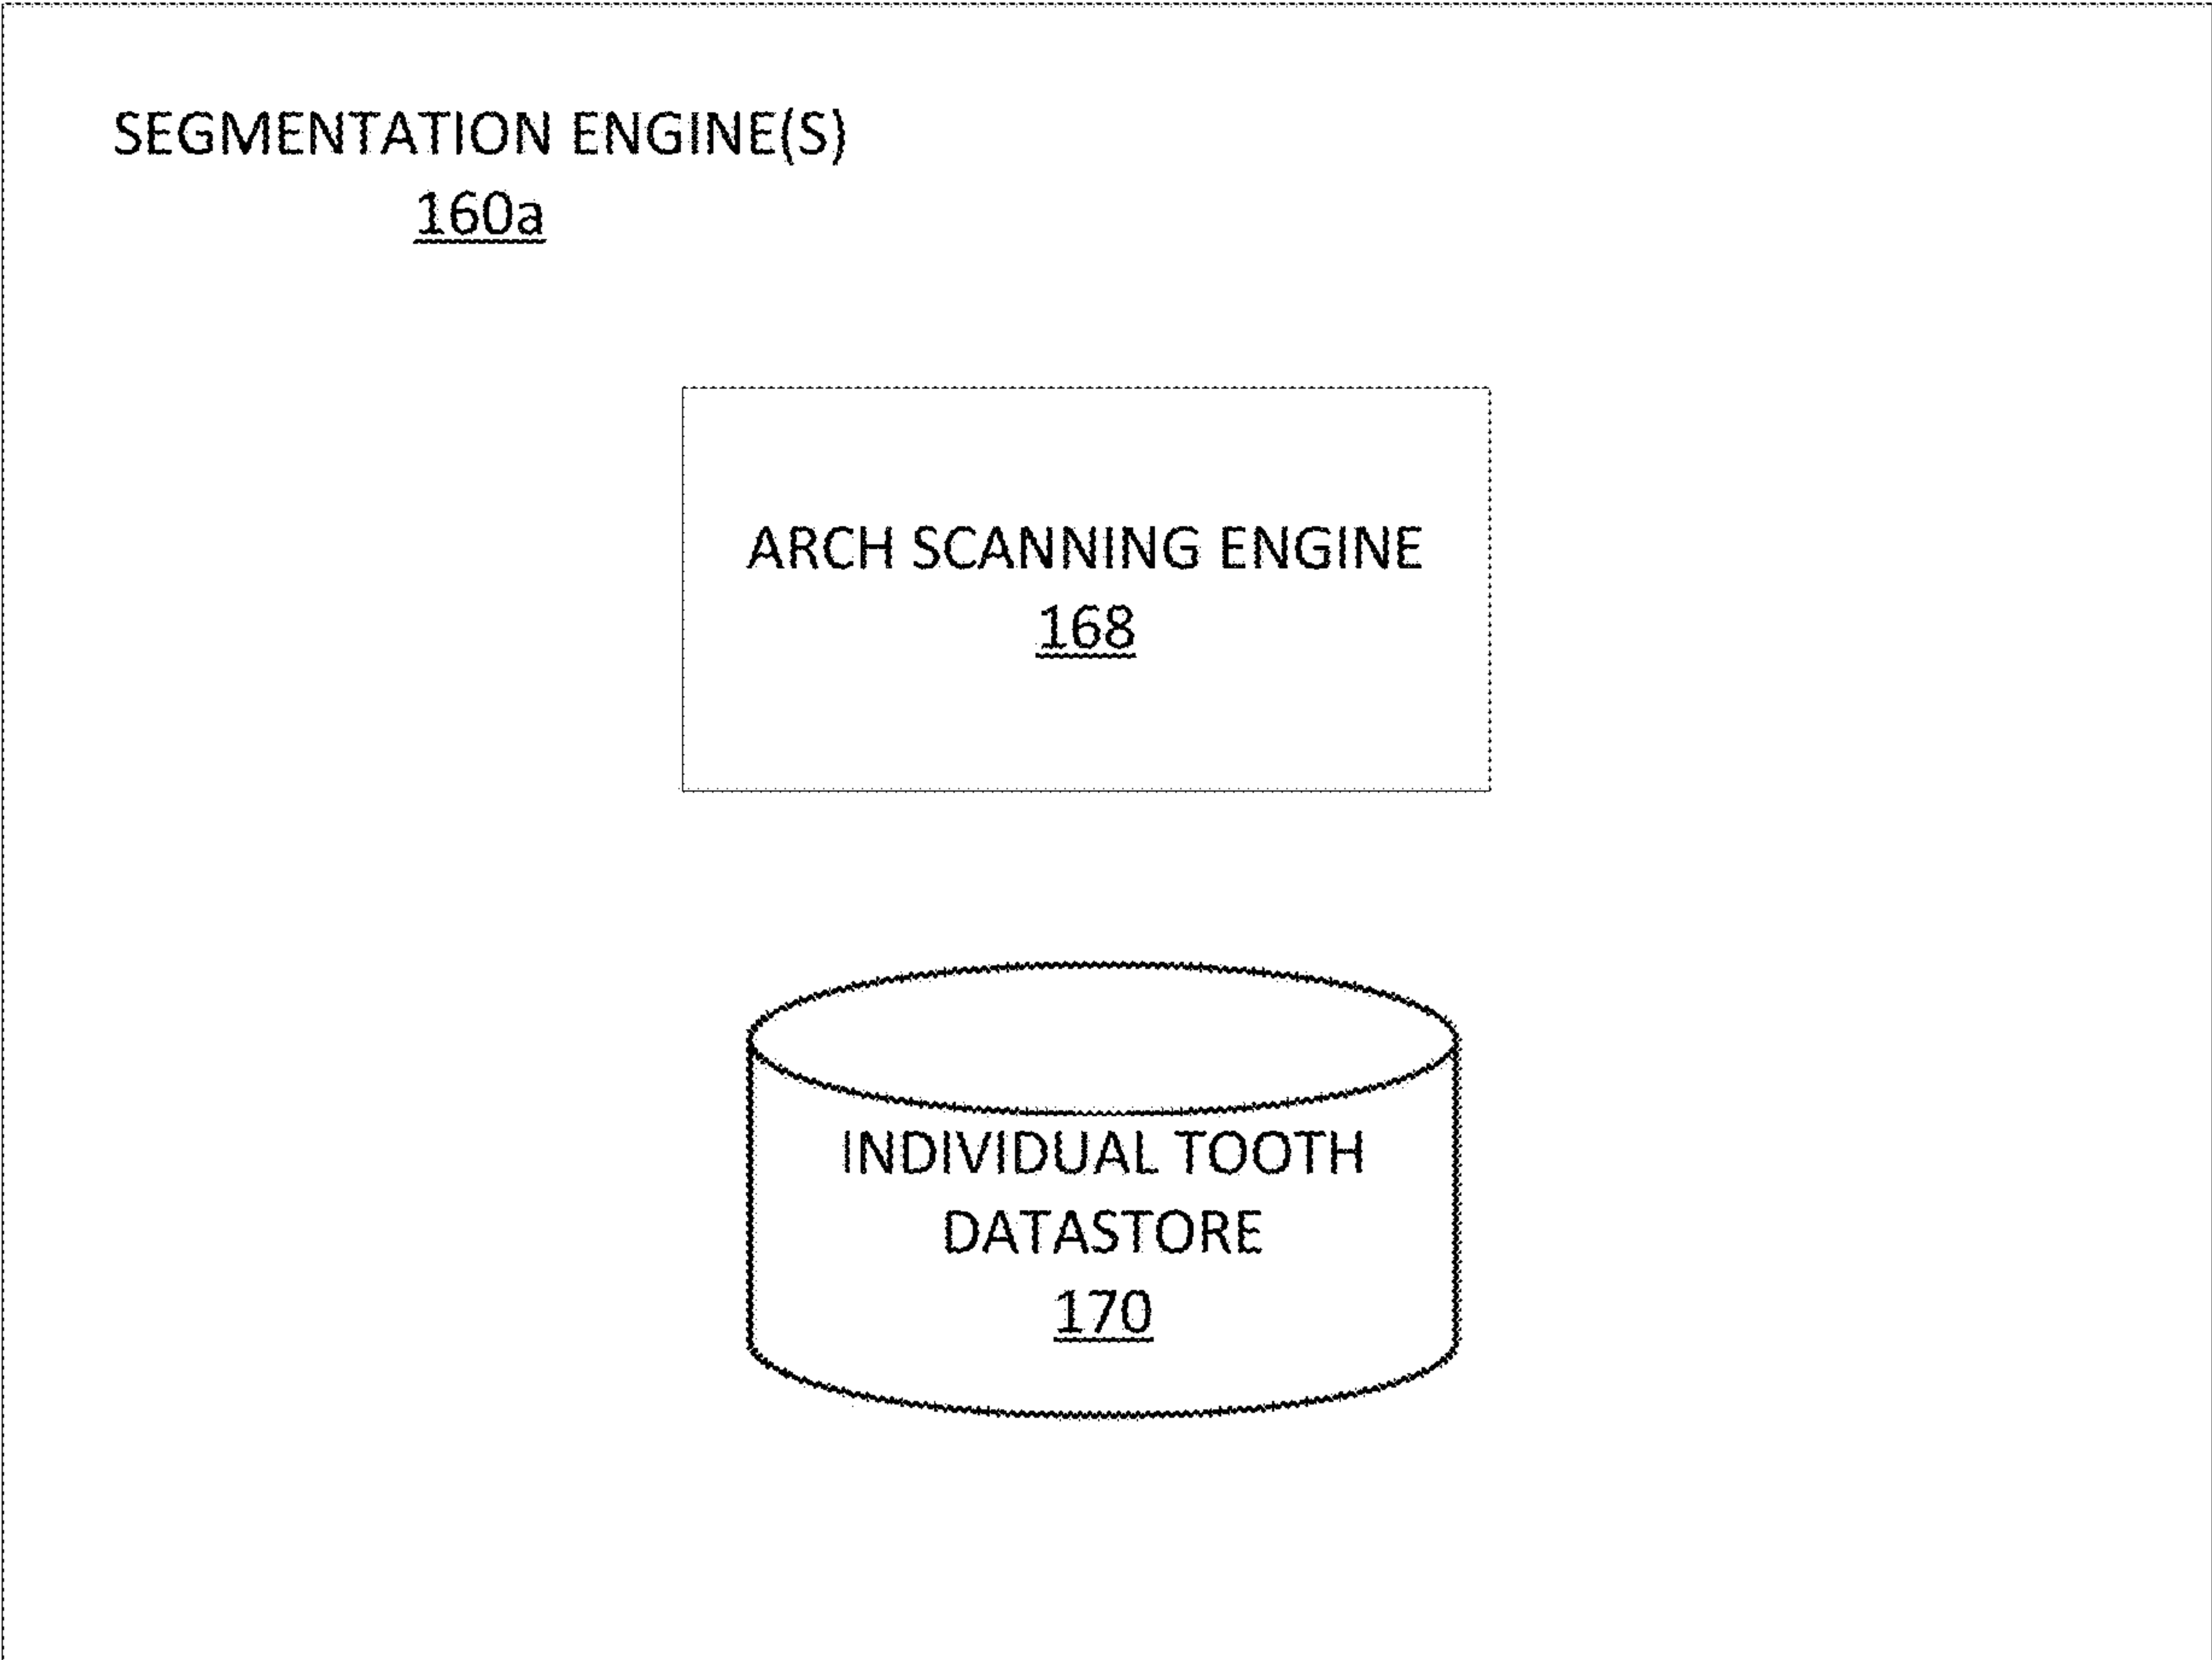 SEGMENTATION ENGINE(S)
160a
ARCH SCANNING ENGINE
168
INDIVIDUAL TOOTH
DATASTORE
170